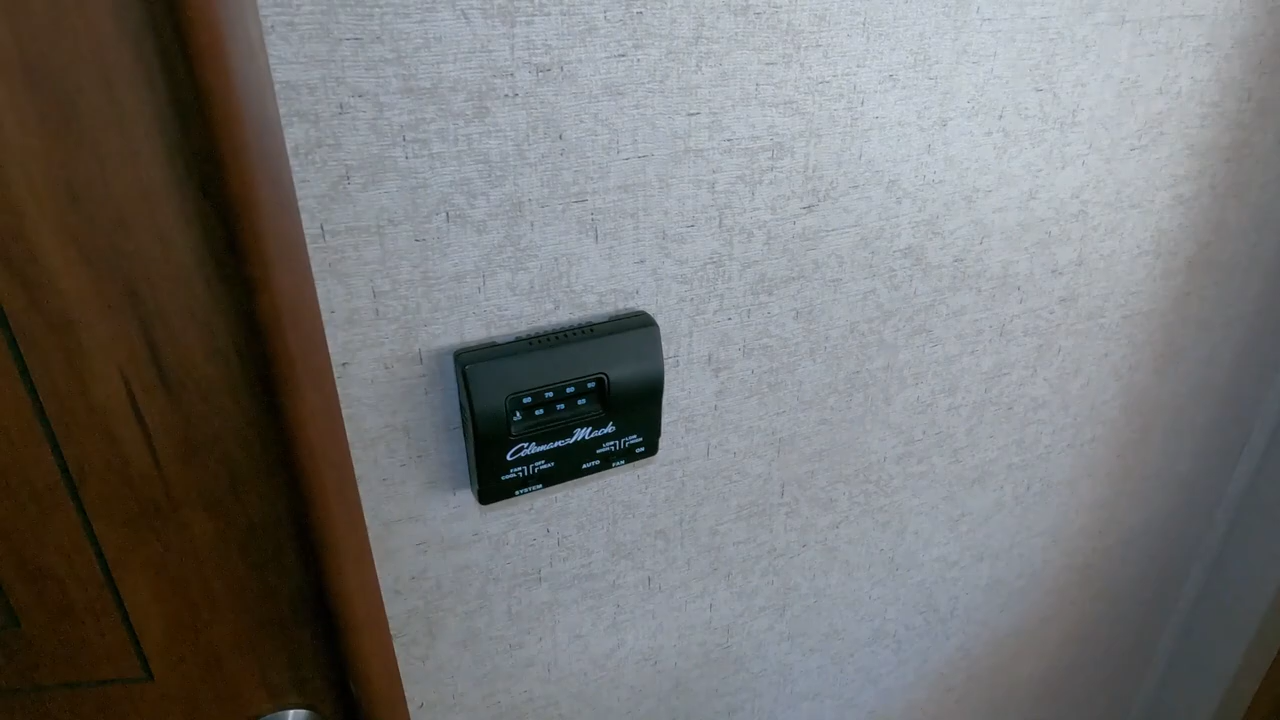 60 70 80 90
65 75 85
Coleman-Mach
LOW LOW
HIGH HIGH ON
FAN OFF
COOL HEAT
AUTO FAN
SYSTEM